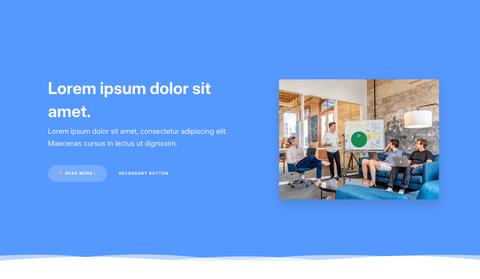 Lorem ipsum dolor sit
amet.
Lorem ipsum dolor sit amet, consectetur adipiscing elit.
Maecenas cursus in lectus ut dignissim.
READ MORE
SECONDARY BUTTON